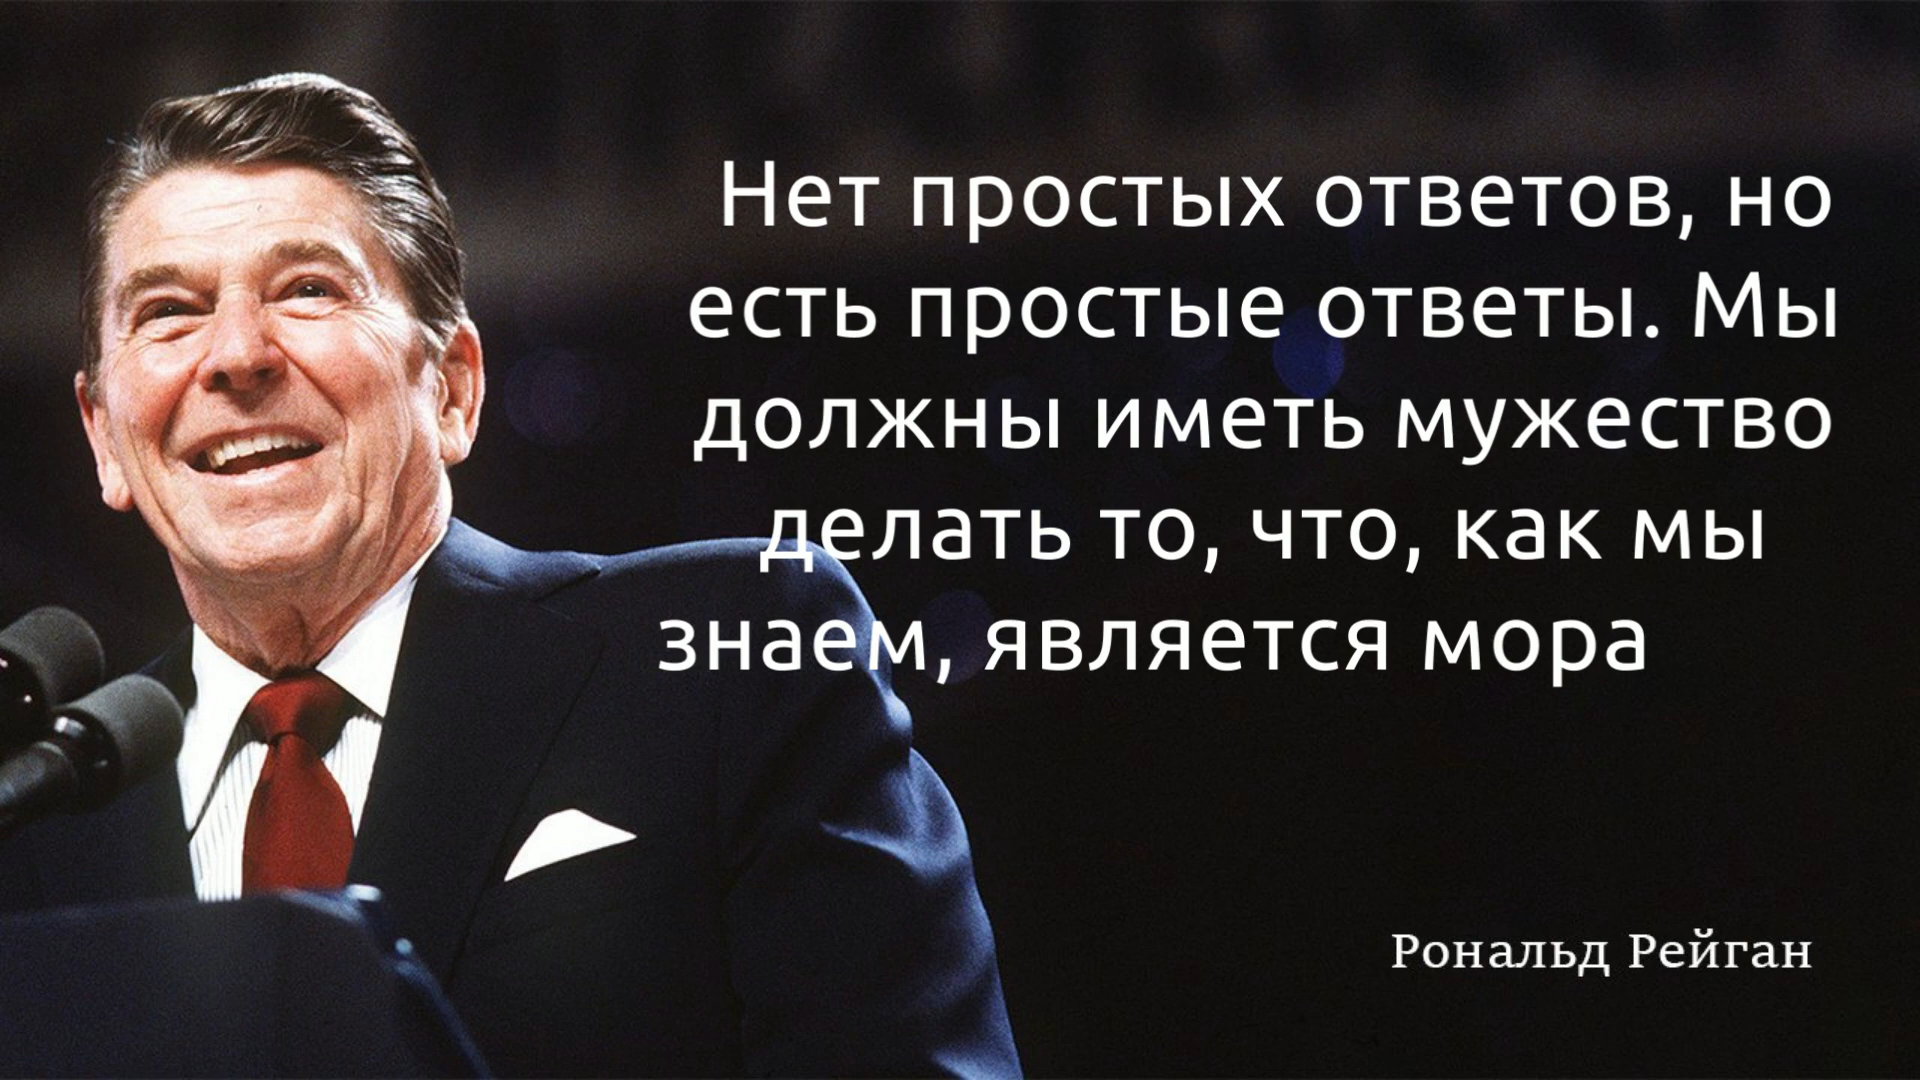 Нет простых ответов, но
есть простые ответы. Мы
должны иметь мужество
делать то, что, как мы
знаем, является мора
Рональд Рейган